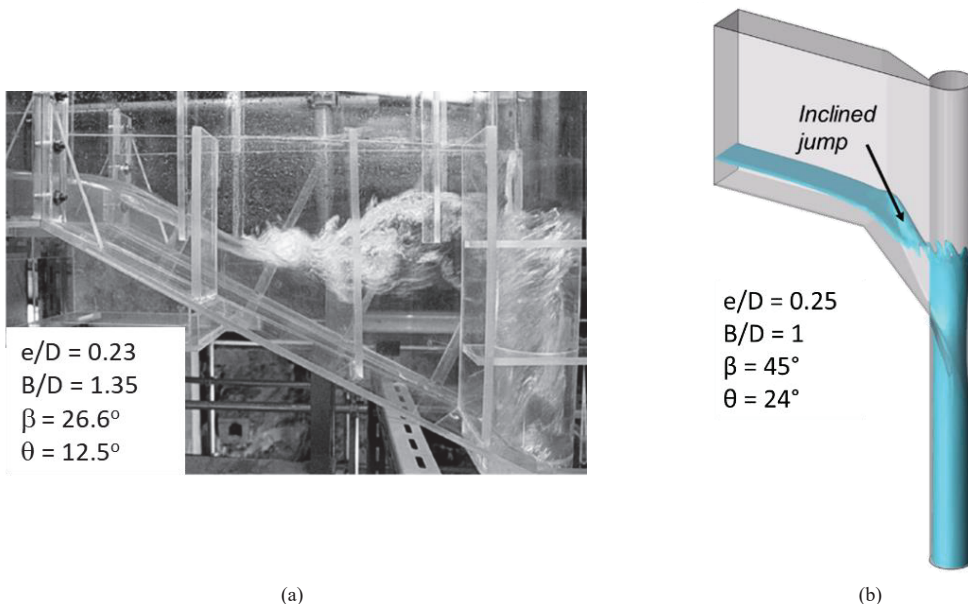 e/D = 0.23
B/D = 1.35
β = 26.6°
θ = 12.5°
Inclined
jump
e/D = 0.25
B/D = 1
β = 45°
θ = 24°
(a)
(b)